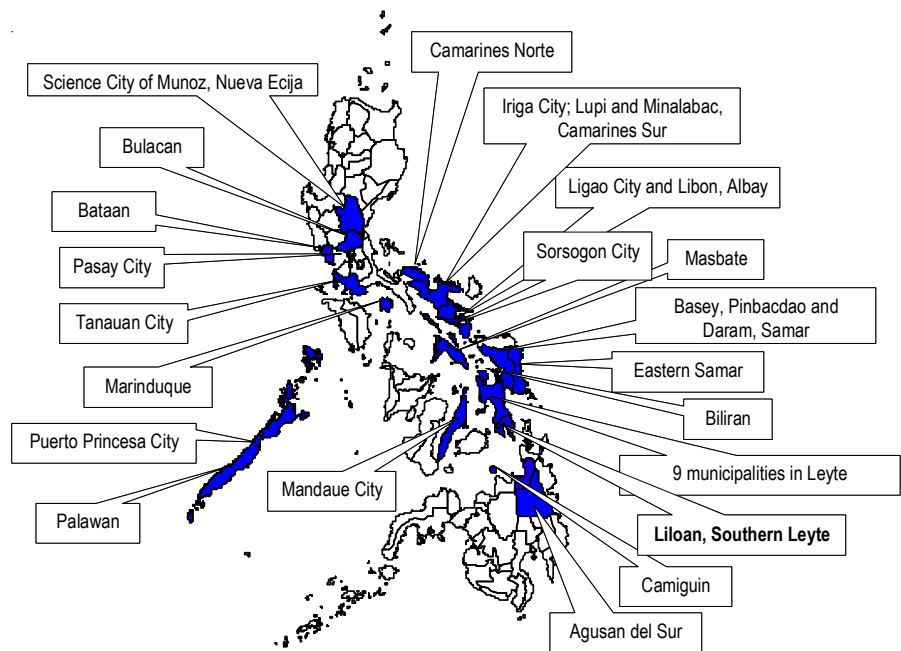 Camarines Norte
Science City of Munoz, Nueva Ecija
Iriga City; Lupi and Minalabac,
Camarines Sur
Bulacan
Ligao City and Libon, Albay
Bataan
Sorsogon City
Masbate
Pasay City
Basey, Pinbacdao and
Daram, Samar
Tanauan City
Eastern Samar
Marinduque
Biliran
Puerto Princesa City
9 municipalities in Leyte
Mandaue City
Palawan
Liloan, Southern Leyte
Camiguin
Agusan del Sur